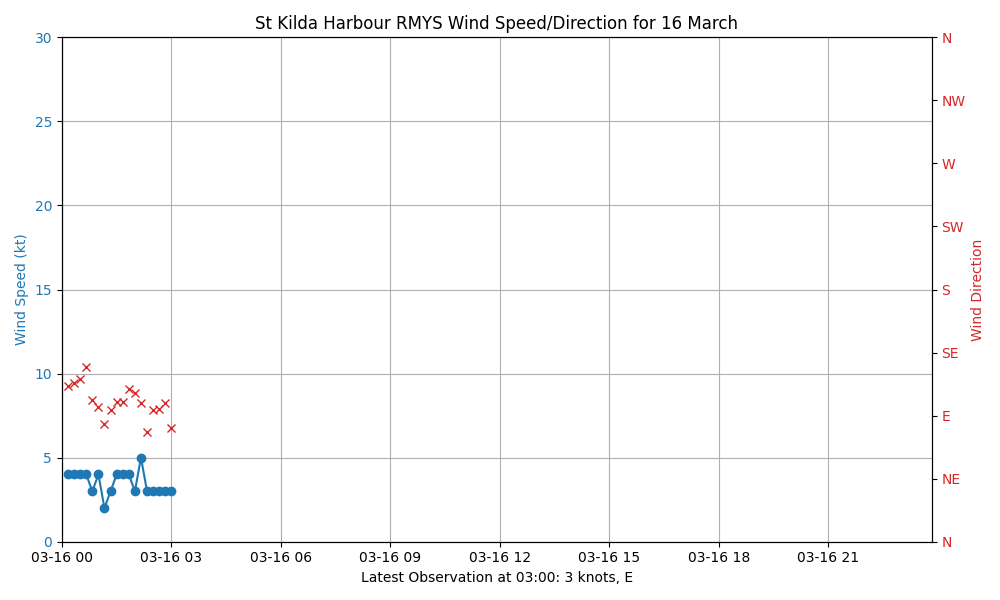 St Kilda Harbour RMYS Wind Speed/Direction for 16 March
30
25
20
15
10
5
0
Wind Speed (kt)
N
NW
W
SW
S
SE
E
NE
N
Wind Direction
03-16 00
03-16 03
03-16 06
03-16 09
03-16 12
03-16 15
03-16 18
03-16 21
Latest Observation at 03:00: 3 knots, E